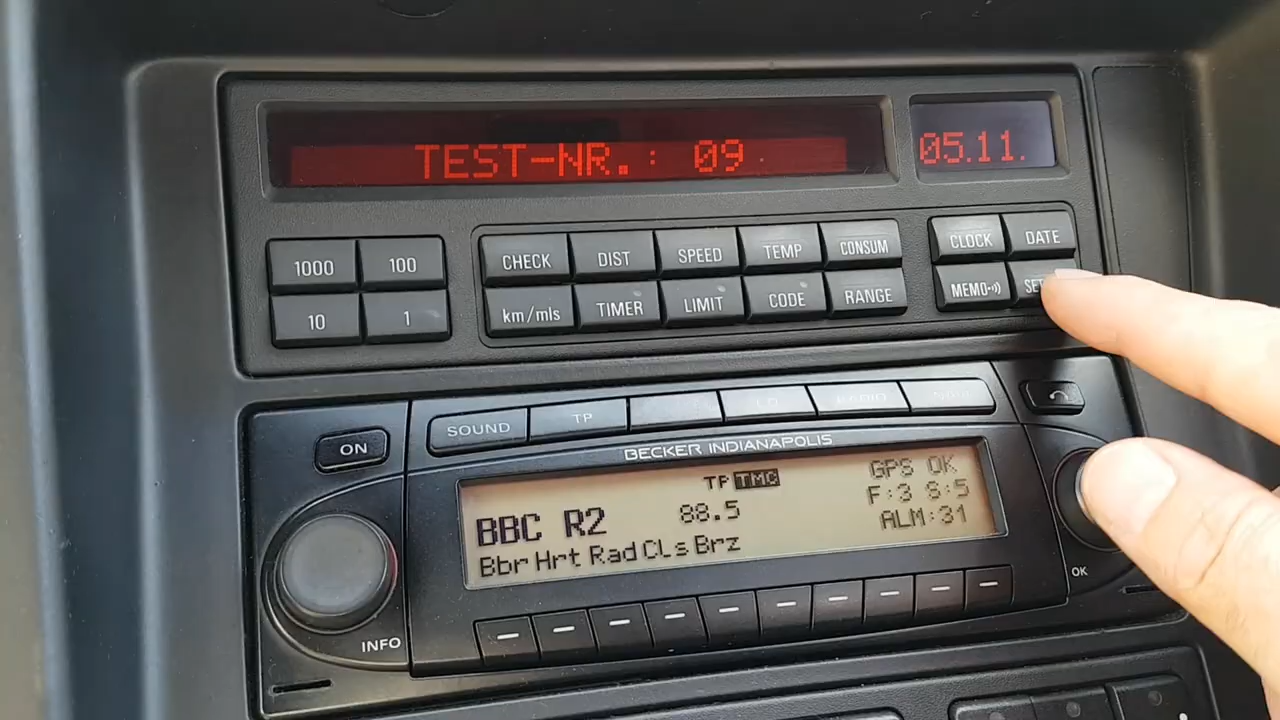 TEST-NR.: 09
05.11.
1000 100
CHECK DIST SPEED TEMP CONSUM
CLOCK DATE
10 1
km/mls TIMER LIMIT CODE RANGE
MEMO
SOUND TP RADIO
ON
BECKER INDIANAPOLIS
TP TMC GPS OK
BBC R2 88.5 F:3 S:5
ALM:31
Bbr Hrt Rad CLs Brz
INFO
OK